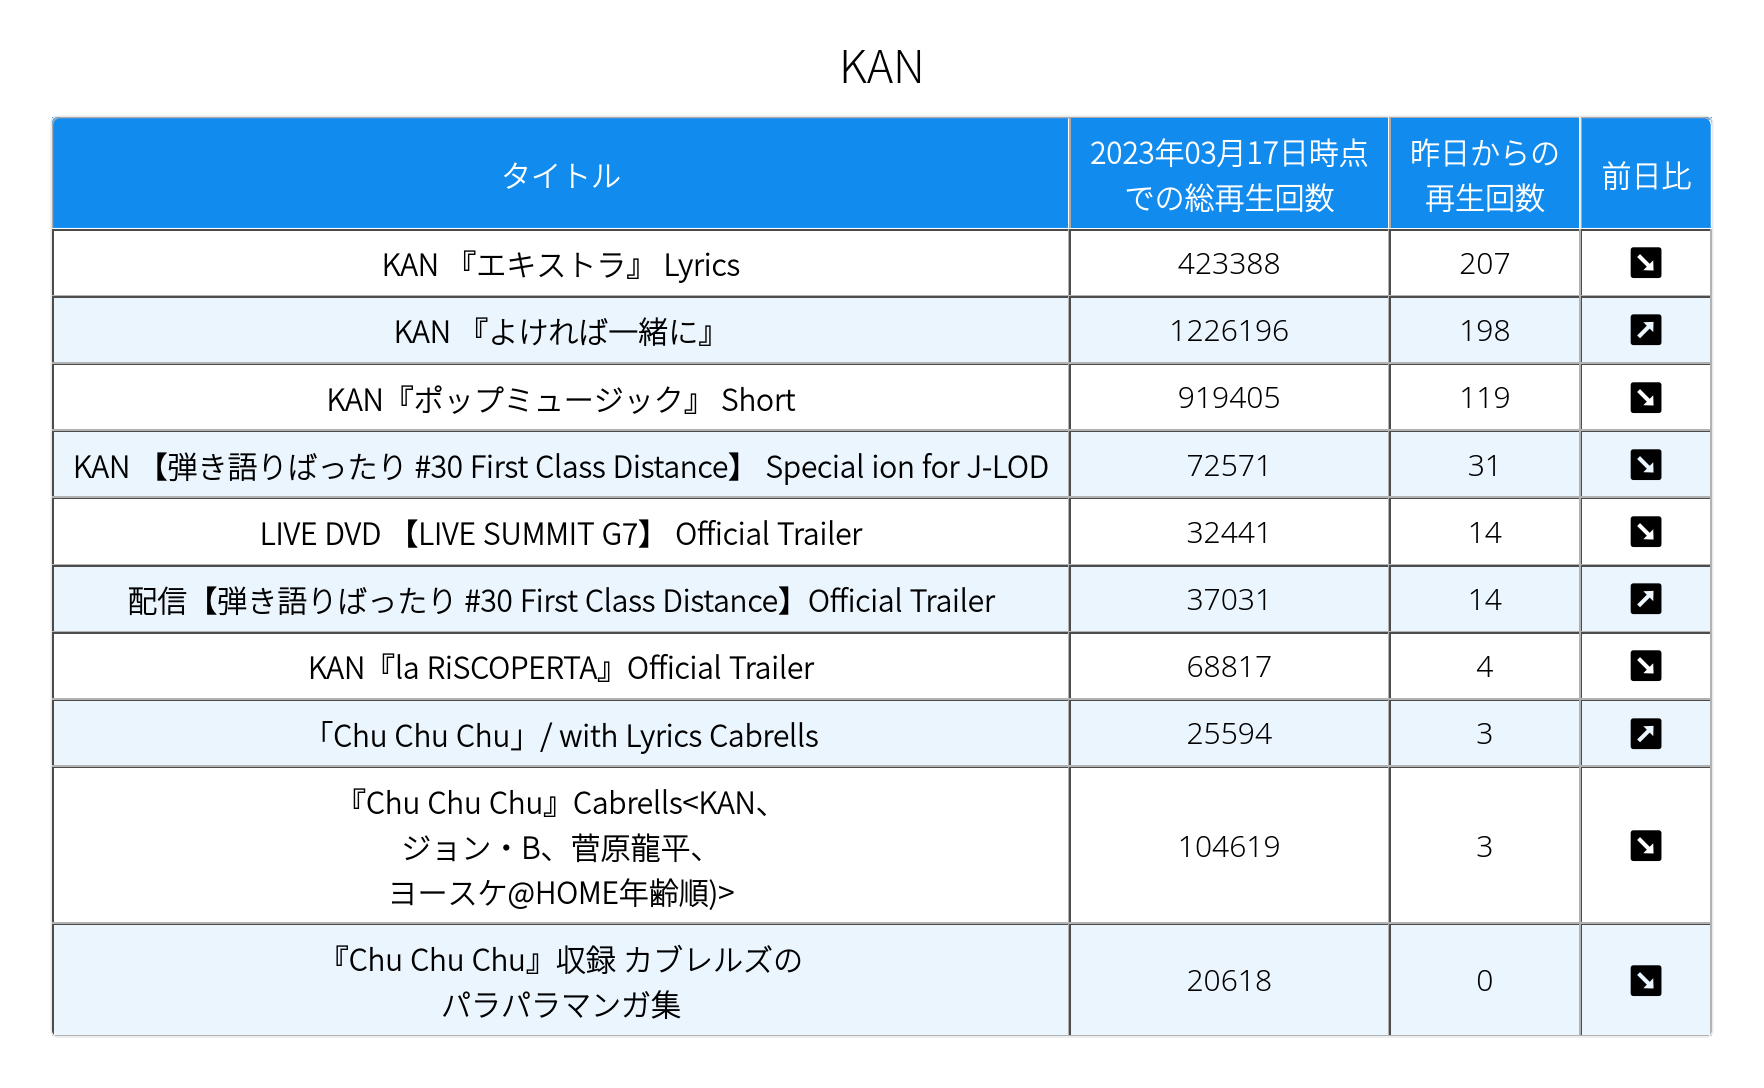 KAN
タイトル
2023年03月17日時点
での総再生回数
昨日からの
再生回数
前日比
KAN 『エキストラ』 Lyrics
423388
207
KAN 『よければ一緒に』
1226196
198
KAN『ポップミュージック』 Short
919405
119
KAN 【弾き語りばったり #30 First Class Distance】 Special ion for J-LOD
72571
31
LIVE DVD 【LIVE SUMMIT G7】 Official Trailer
32441
14
配信【弾き語りばったり #30 First Class Distance】Official Trailer
37031
14
KAN『la RiSCOPERTA』Official Trailer
68817
4
「Chu Chu Chu」/ with Lyrics Cabrells
25594
3
『Chu Chu Chu』Cabrells<KAN、
ジョン・B、菅原龍平、
ヨースケ@HOME年齢順)>
104619
3
『Chu Chu Chu』収録 カブレルズの
パラパラマンガ集
20618
0